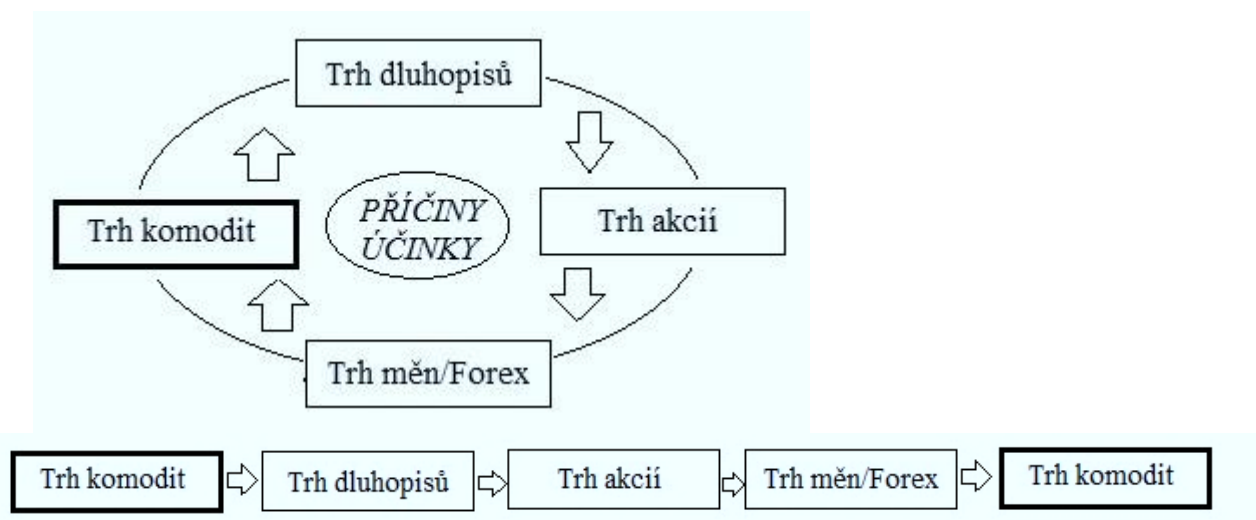 Trh dluhopisů
Trh komodit
PŘÍČINY
ÚČINKY
Trh akcií
Trh měn/Forex
Trh komodit
Trh dluhopisů
Trh akcií
Trh měn/Forex
Trh komodit